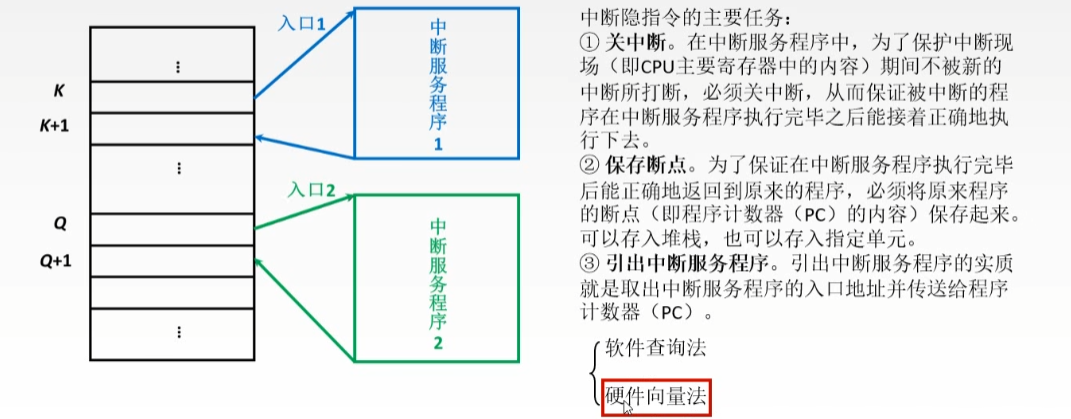 入口1
中断服务程序1
⋮
K
K+1
⋮
入口2
中断服务程序2
Q
Q+1
⋮
中断隐指令的主要任务：
① 关中断。在中断服务程序中，为了保护中断现
场（即CPU主要寄存器中的内容）期间不被新的
中断所打断，必须关中断，从而保证被中断的程
序在中断服务程序执行完毕之后能接着正确地执
行下去。
② 保存断点。为了保证在中断服务程序执行完毕
后能正确地返回到原来的程序，必须将原来程序
的断点（即程序计数器（PC）的内容）保存起来。
可以存入堆栈，也可以存入指定单元。
③ 引出中断服务程序。引出中断服务程序的实质
就是取出中断服务程序的入口地址并传送给程序
计数器（PC）。
软件查询法
硬件向量法